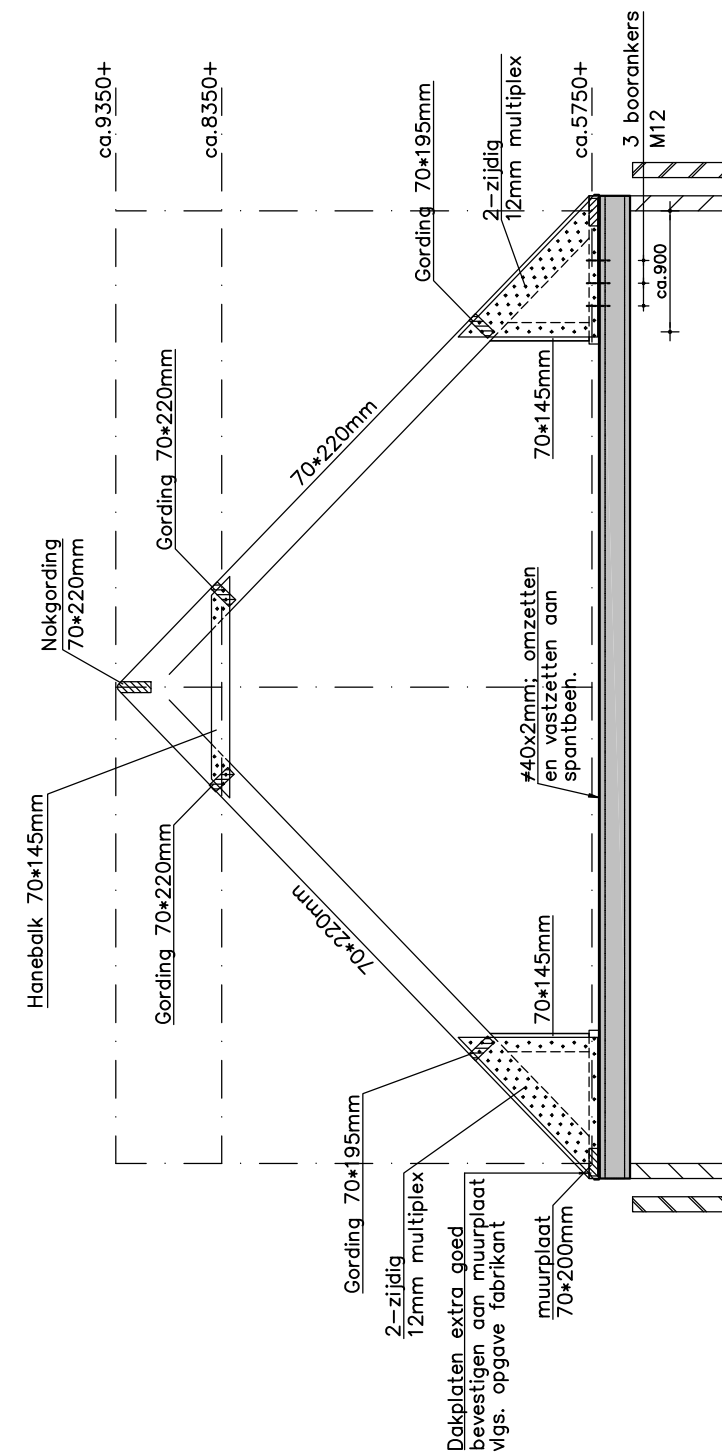 ca.9350+
ca.8350+
ca.5750+
Nokgording
70*220mm
Gording 70*220mm
Gording 70*195mm
2-zijdig
12mm multiplex
3 boorankers
M12
ca.900
70*220mm
70*145mm
Hanebalk 70*145mm
Gording 70*220mm
70*220mm
≠40x2mm; omzetten
en vastzetten aan
spantbeen.
70*145mm
Gording 70*195mm
2-zijdig
12mm multiplex
Dakplaten extra goed
bevestigen aan muurplaat
vlgs. opgave fabrikant
muurplaat
70*200mm